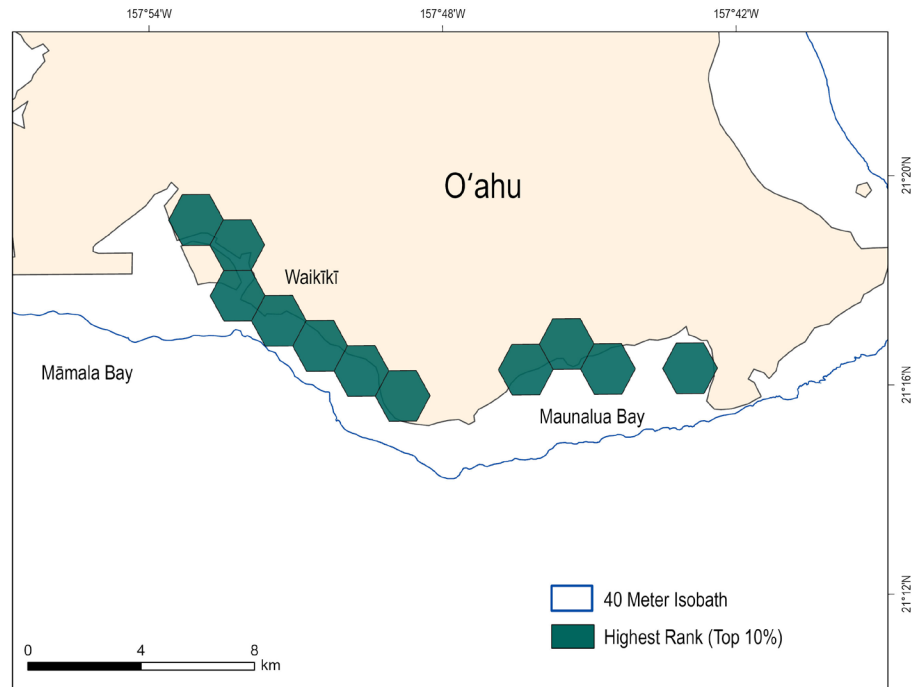 157°54'W 157°48'W 157°42'W
21°20'N
Oʻahu
Waikīkī
Māmala Bay
21°16'N
Maunalua Bay
21°12'N
40 Meter Isobath
Highest Rank (Top 10%)
0 4 8
km